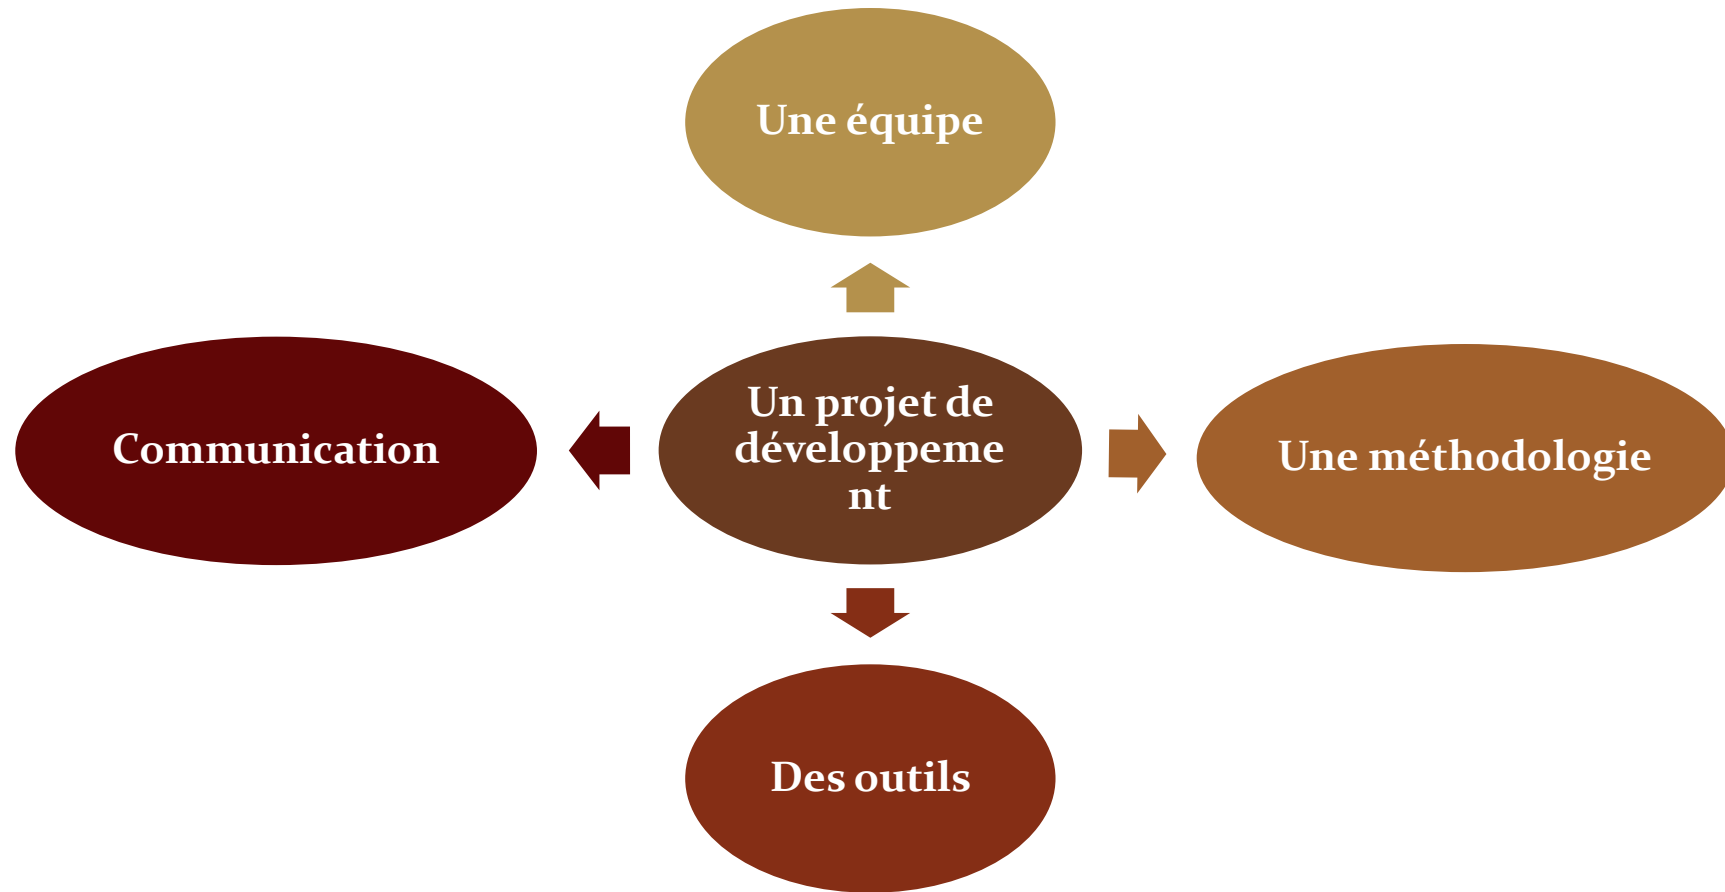 Une équipe
Communication
Un projet de
développeme
nt
Une méthodologie
Des outils